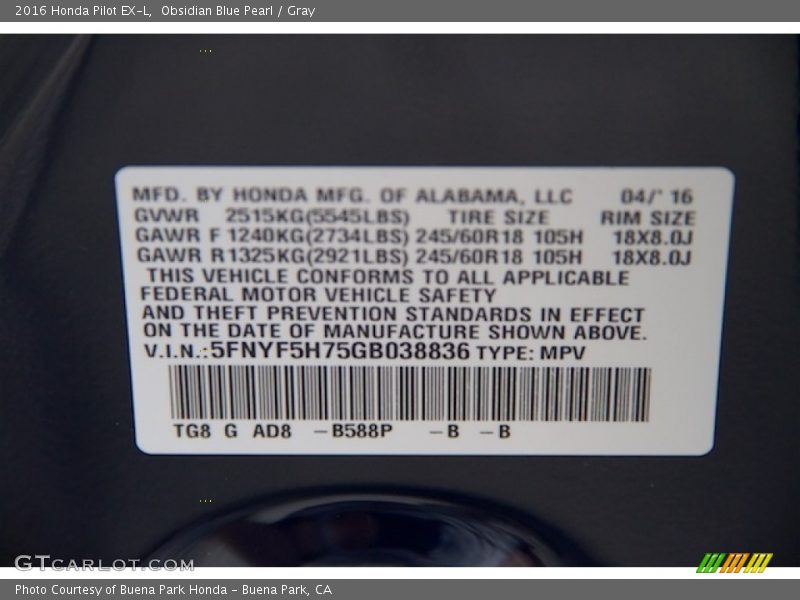 2016 Honda Pilot EX-L, Obsidian Blue Pearl / Gray
MFD. BY HONDA MFG. OF ALABAMA, LLC 04/' 16
GVWR 2515KG(5545LBS) TIRE SIZE RIM SIZE
GAWR F 1240KG(2734LBS) 245/60R18 105H 18X8.0J
GAWR R1325KG(2921LBS) 245/60R18 105H 18X8.0J
THIS VEHICLE CONFORMS TO ALL APPLICABLE
FEDERAL MOTOR VEHICLE SAFETY
AND THEFT PREVENTION STANDARDS IN EFFECT
ON THE DATE OF MANUFACTURE SHOWN ABOVE.
V.I.N.:5FNYF5H75GB038836 TYPE: MPV
TG8 G AD8 -B588P -B -B
GTCARLOT.COM
Photo Courtesy of Buena Park Honda - Buena Park, CA